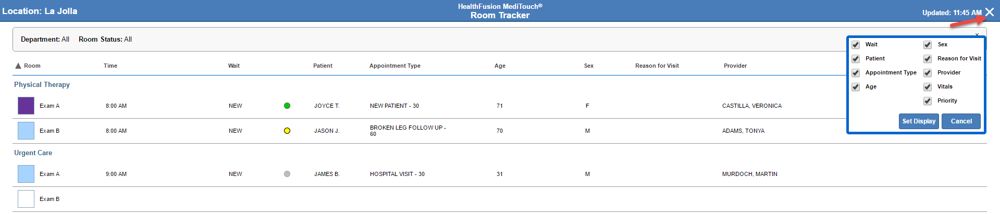 Location: La Jolla
HealthFusion MediTouch®
Room Tracker
Updated: 11:45 AM
Department: All Room Status: All
Room Time Wait Patient Appointment Type Age Sex Reason for Visit Provider
Physical Therapy
Exam A 8:00 AM NEW JOYCE T. NEW PATIENT - 30 71 F CASTILLA, VERONICA
Exam B 8:00 AM NEW JASON J. BROKEN LEG FOLLOW UP -
60 70 M ADAMS, TONYA
Urgent Care
Exam A 9:00 AM NEW JAMES B. HOSPITAL VISIT - 30 31 M MURDOCH, MARTIN
Exam B
Wait Sex
Patient Reason for Visit
Appointment Type Provider
Age Vitals
Priority
Set Display Cancel